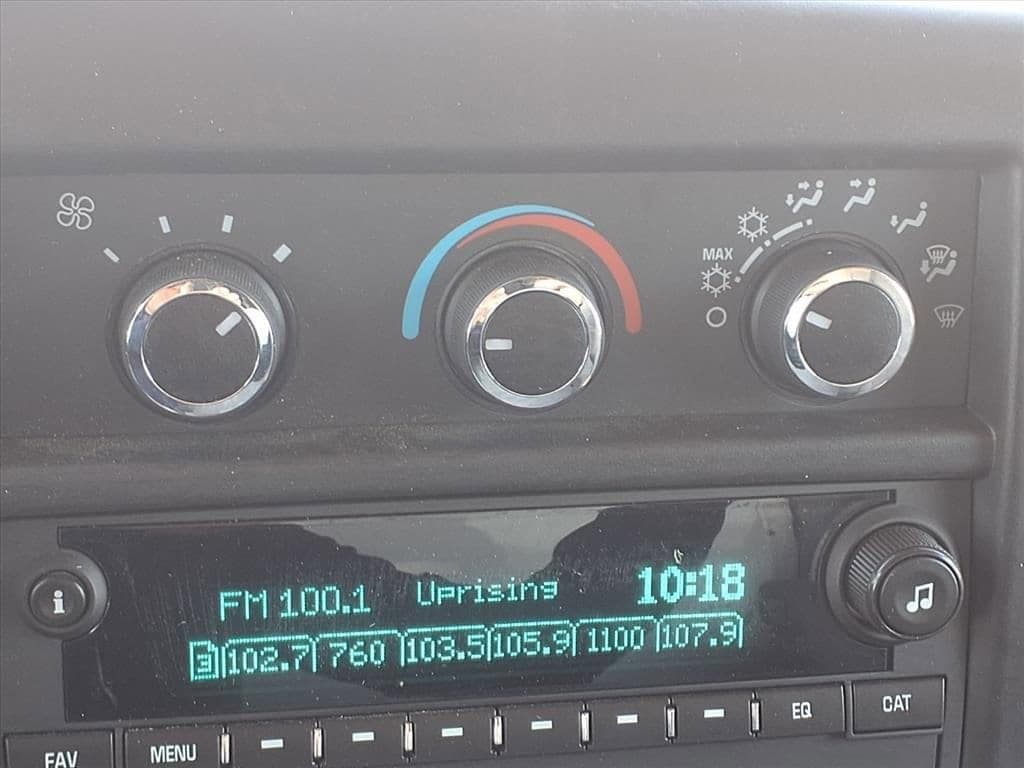 MAX
FM 100.1 Uprising 10:18
3 102.7 760 103.5 105.9 1100 107.9
i
FAV MENU EQ CAT